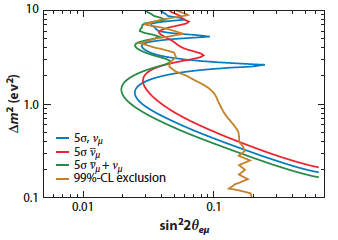 10
Δm² (ev²)
1.0
5σ, νμ
5σ ν̅μ
5σ ν̅μ + νμ
99%-CL exclusion
0.1
0.01
0.1
sin²2θeμ